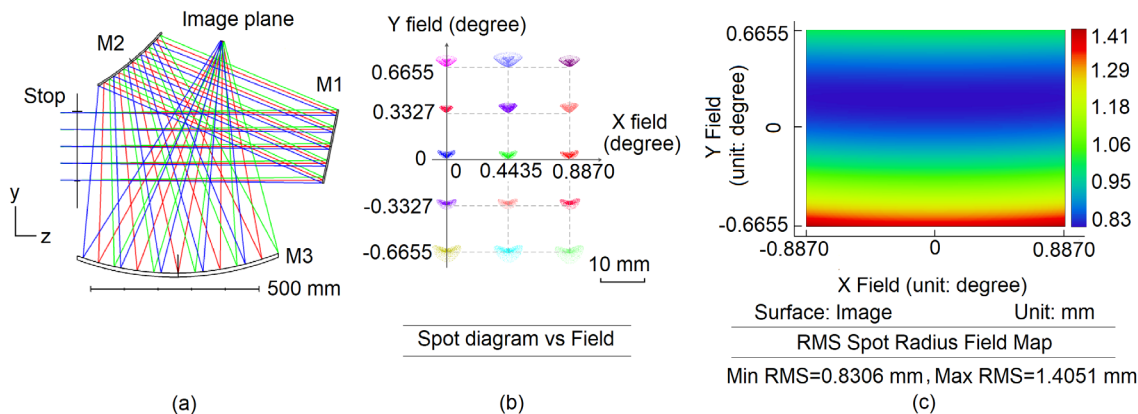 Image plane
M2
M1
Stop
y
z
M3
500 mm
(a)
Y field (degree)
0.6655
0.3327
X field
(degree)
0
0 0.4435 0.8870
-0.3327
-0.6655
10 mm
Spot diagram vs Field
(b)
0.6655
0
-0.6655
Y Field
(unit: degree)
-0.8870 0 0.8870
X Field (unit: degree)
1.41
1.29
1.18
1.06
0.95
0.83
Surface: Image Unit: mm
RMS Spot Radius Field Map
Min RMS=0.8306 mm, Max RMS=1.4051 mm
(c)